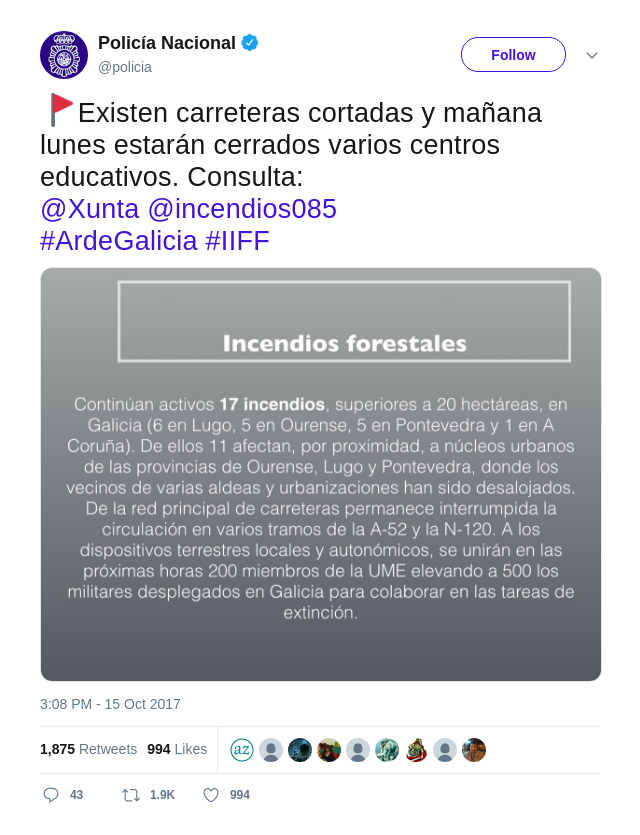 Policía Nacional
@policia
Follow
Existen carreteras cortadas y mañana
lunes estarán cerrados varios centros
educativos. Consulta:
@Xunta @incendios085
#ArdeGalicia #IIFF
Incendios forestales
Continúan activos 17 incendios, superiores a 20 hectáreas, en
Galicia (6 en Lugo, 5 en Ourense, 5 en Pontevedra y 1 en A
Coruña). De ellos 11 afectan, por proximidad, a núcleos urbanos
de las provincias de Ourense, Lugo y Pontevedra, donde los
vecinos de varias aldeas y urbanizaciones han sido desalojados.
De la red principal de carreteras permanece interrumpida la
circulación en varios tramos de la A-52 y la N-120. A los
dispositivos terrestres locales y autonómicos, se unirán en las
próximas horas 200 miembros de la UME elevando a 500 los
militares desplegados en Galicia para colaborar en las tareas de
extinción.
3:08 PM - 15 Oct 2017
1,875 Retweets 994 Likes
az
43 1.9K 994